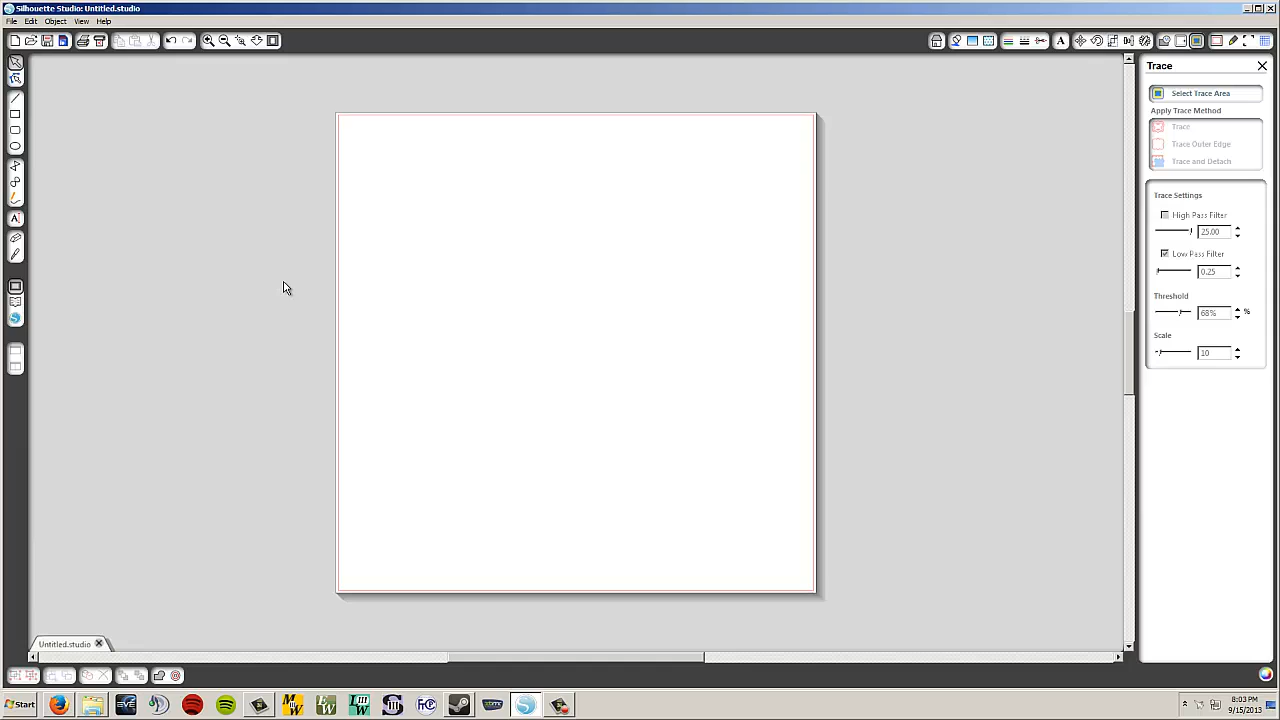 Silhouette Studio: Untitled.studio
File Edit Object View Help
Trace
Select Trace Area
Apply Trace Method
Trace
Trace Outer Edge
Trace and Detach
Trace Settings
High Pass Filter
25.00
Low Pass Filter
0.25
Threshold
68% %
Scale
10
Untitled.studio
Start
8:03 PM
9/15/2013